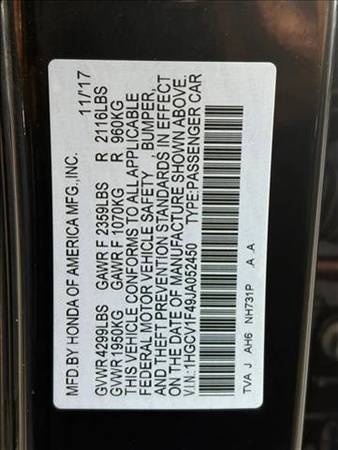 MFD.BY HONDA OF AMERICA MFG.,INC. 11/'17
GVWR 4299LBS GAWR F 2359LBS R 2116LBS
GVWR 1950KG GAWR F 1070KG R 960KG
THIS VEHICLE CONFORMS TO ALL APPLICABLE
FEDERAL MOTOR VEHICLE SAFETY , BUMPER,
AND THEFT PREVENTION STANDARDS IN EFFECT
ON THE DATE OF MANUFACTURE SHOWN ABOVE.
V.I.N.: 1HGCV1F49JA052450 TYPE:PASSENGER CAR
TVA J AH6 NH731P .A .A